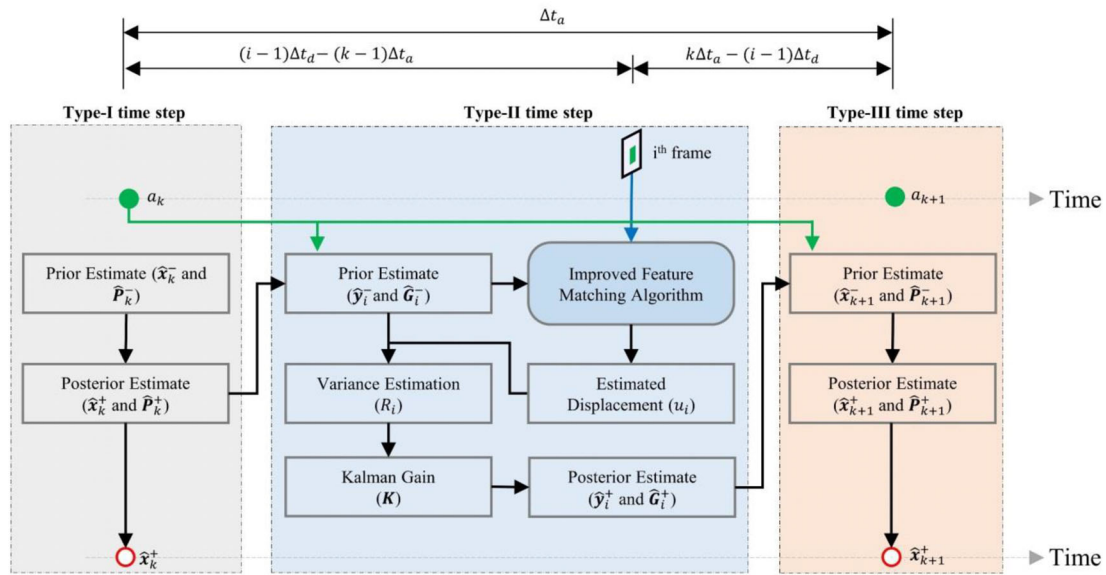 Δt_a
(i − 1)Δt_d − (k − 1)Δt_a
kΔt_a − (i − 1)Δt_d
Type-I time step
Type-II time step
Type-III time step
i^th frame
a_k
a_{k+1}
Time
Prior Estimate (x̂_k^- and
P̂_k^-)
Prior Estimate
(ŷ_i^- and Ĝ_i^-)
Improved Feature
Matching Algorithm
Prior Estimate
(x̂_{k+1}^- and P̂_{k+1}^-)
Posterior Estimate
(x̂_k^+ and P̂_k^+)
Variance Estimation
(R_i)
Estimated
Displacement (u_i)
Posterior Estimate
(x̂_{k+1}^+ and P̂_{k+1}^+)
Kalman Gain
(K)
Posterior Estimate
(ŷ_i^+ and Ĝ_i^+)
x̂_k^+
x̂_{k+1}^+
Time